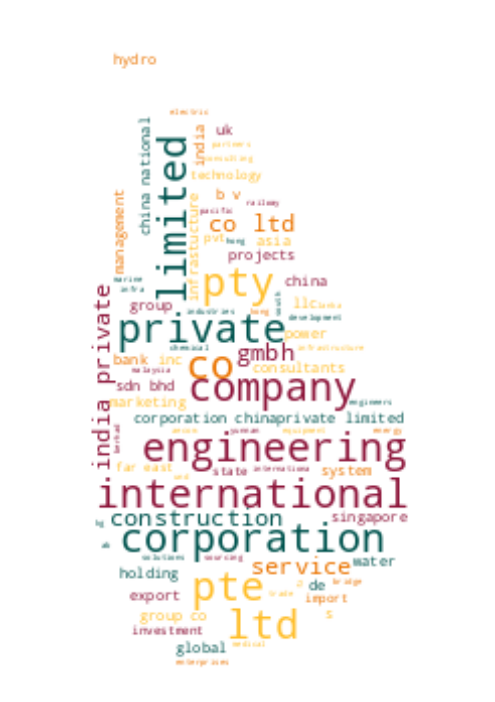 hydro
electric
china national
limited
india
uk
partners
consulting
technology
management
b v
railway
infrastucture
pacific
co ltd
pvt
hong
asia
projects
marine
infra
pty
china
south
india private
group
industries
kong
llc
lanka
development
private
power
chemical
co
gmbh
infrastructure
bank
inc
malaysia
consultants
sdn bhd
company
marketing
engineers
corporation
chinaprivate limited
berhad
yunnan
equipment
energy
engineering
far east
state
internationa
system
international
construction
singapore
corporation
solutions
sourcing
service
water
holding
pte
de
bridge
export
trade
import
group co
ltd
s
investment
medical
global
enterprises